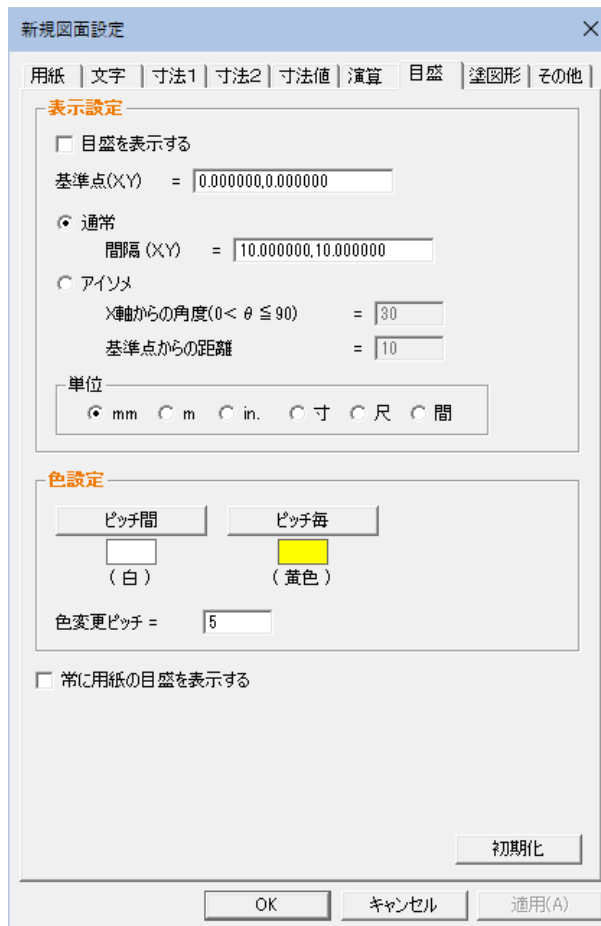 新規図面設定
用紙 文字 寸法1 寸法2 寸法値 演算 目盛 塗図形 その他
表示設定
目盛を表示する
基準点(X,Y) = 0.000000,0.000000
通常
間隔(X,Y) = 10.000000,10.000000
アイソメ
X軸からの角度(0< θ ≦90) = 30
基準点からの距離 = 10
単位
mm m in. 寸 尺 間
色設定
ピッチ間 ピッチ毎
(白) (黄色)
色変更ピッチ = 5
常に用紙の目盛を表示する
初期化
OK キャンセル 適用(A)